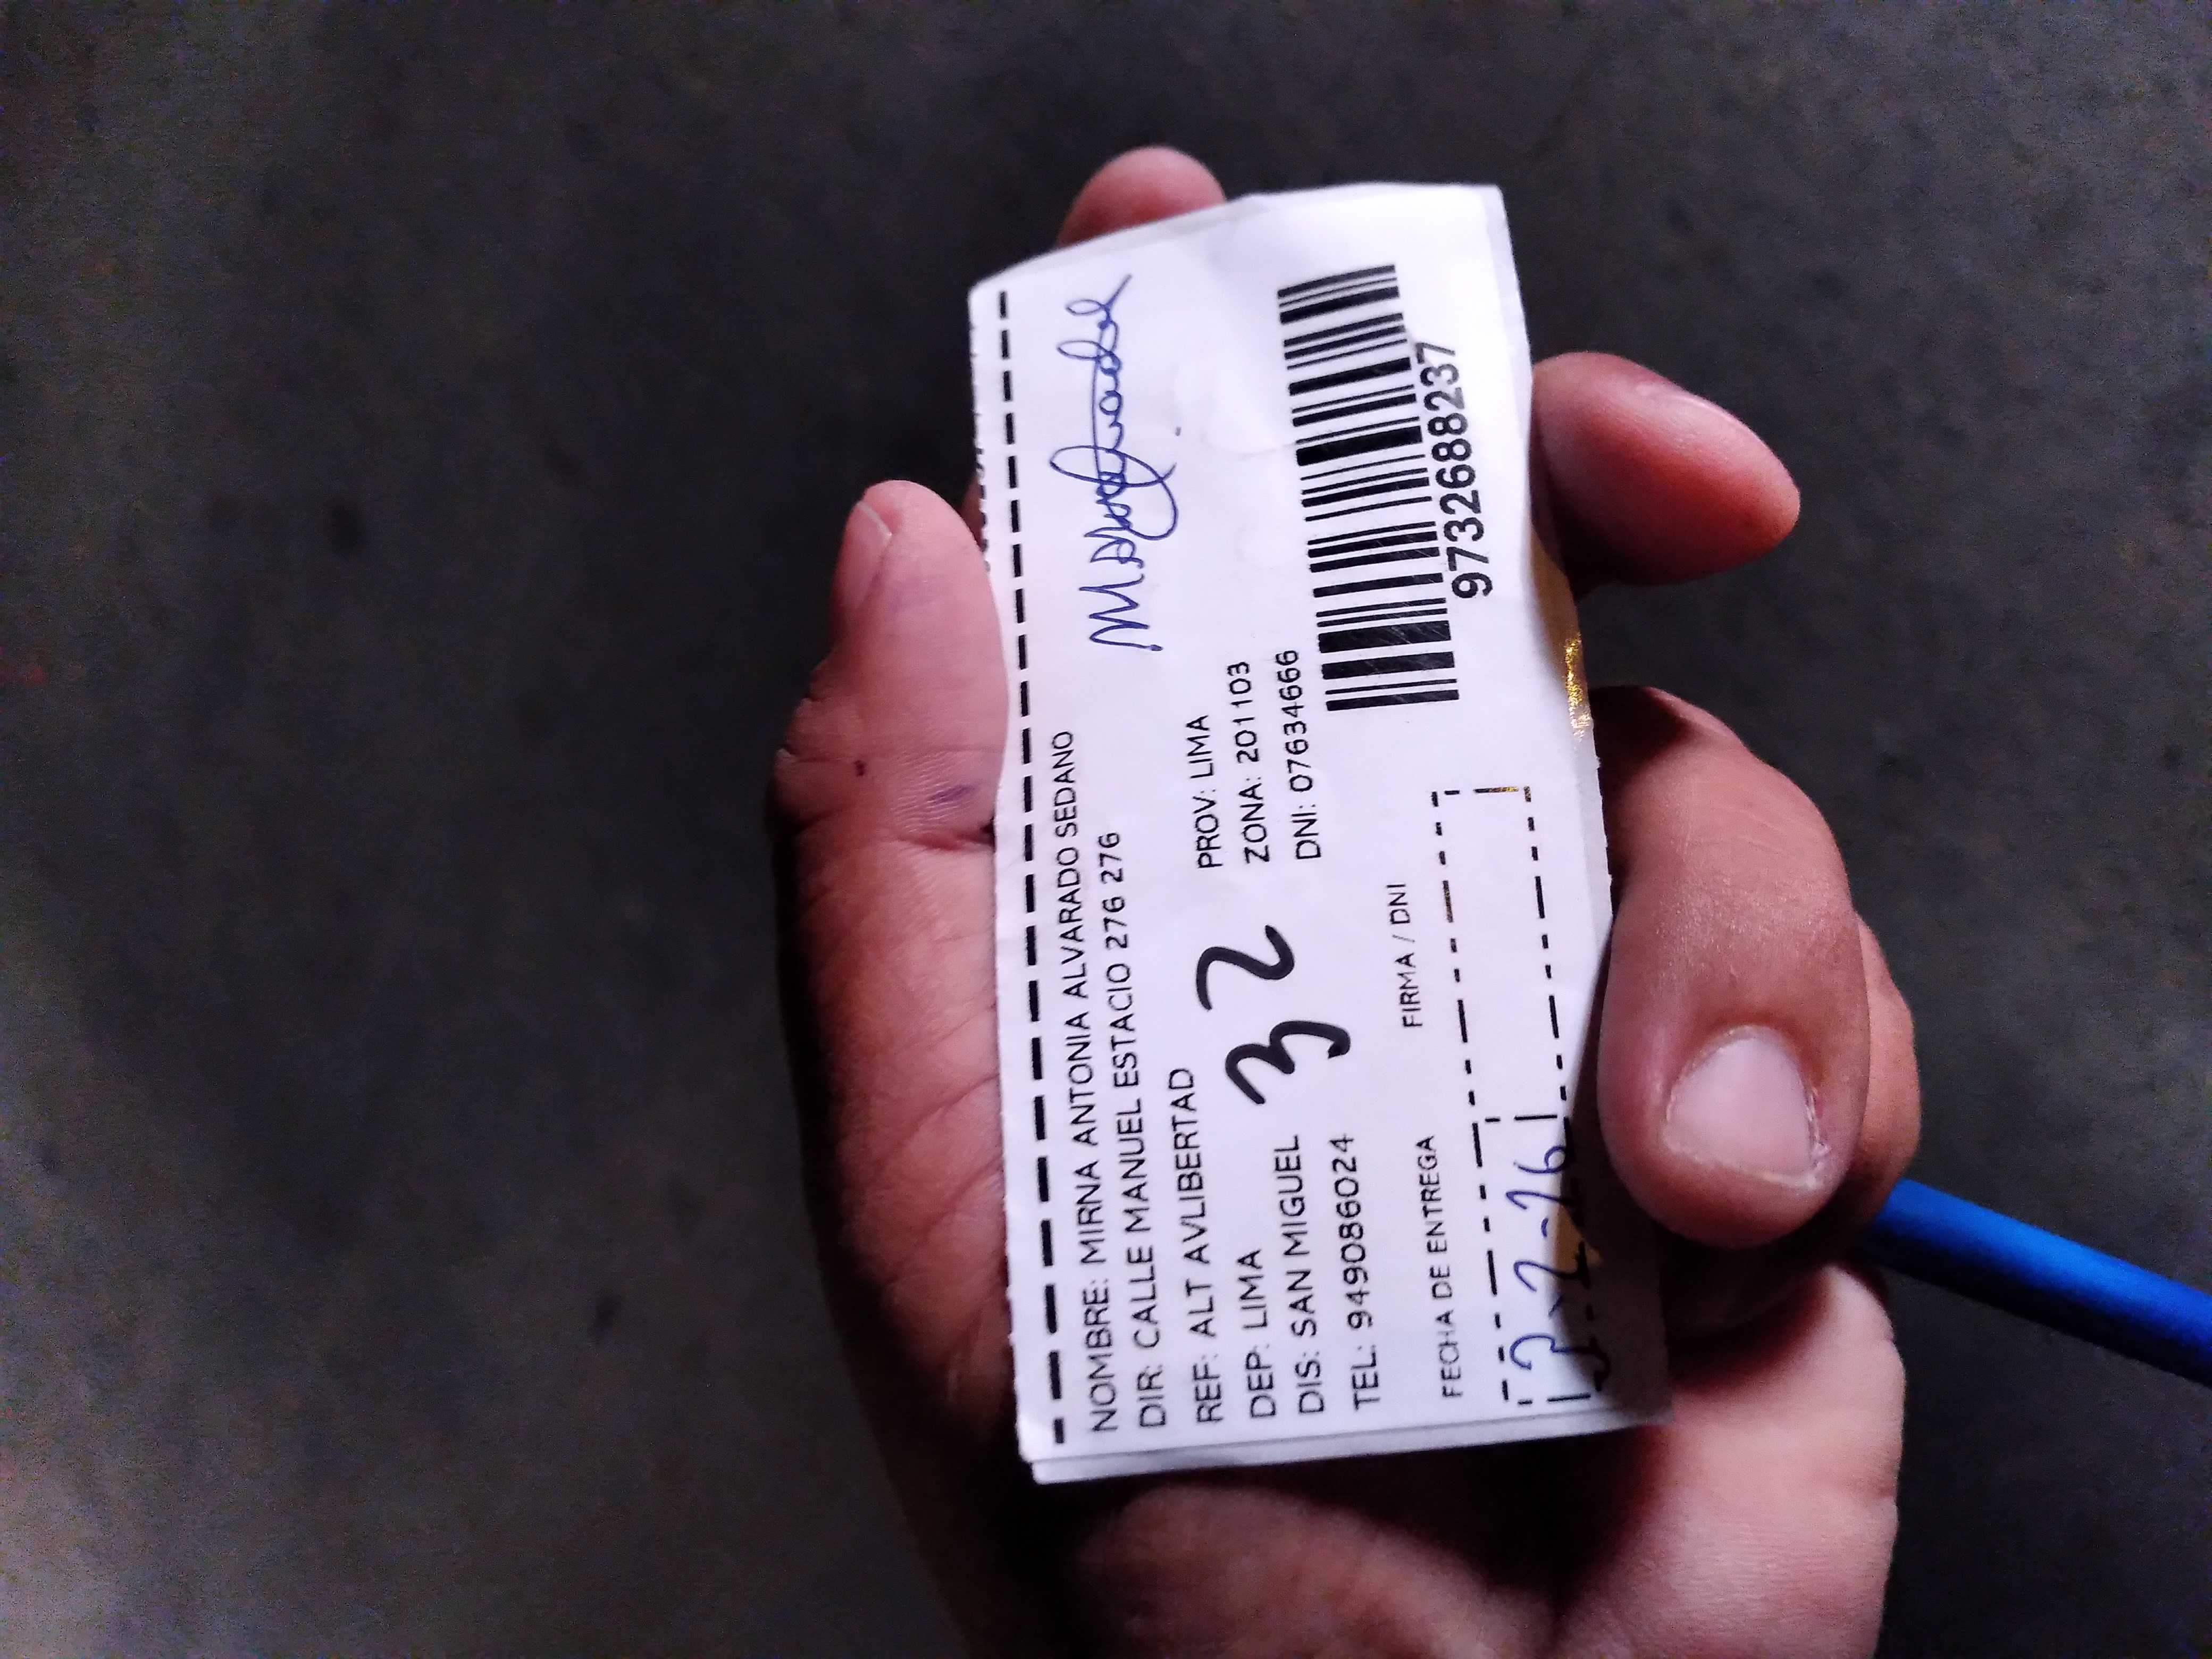 NOMBRE: MIRNA ANTONIA ALVARADO SEDANO
DIR: CALLE MANUEL ESTACIO 276 276
REF: ALT AVLIBERTAD
DEP: LIMA PROV: LIMA
DIS: SAN MIGUEL ZONA: 201103
TEL: 949086024 DNI: 07634666
32
9732688237
FECHA DE ENTREGA FIRMA / DNI